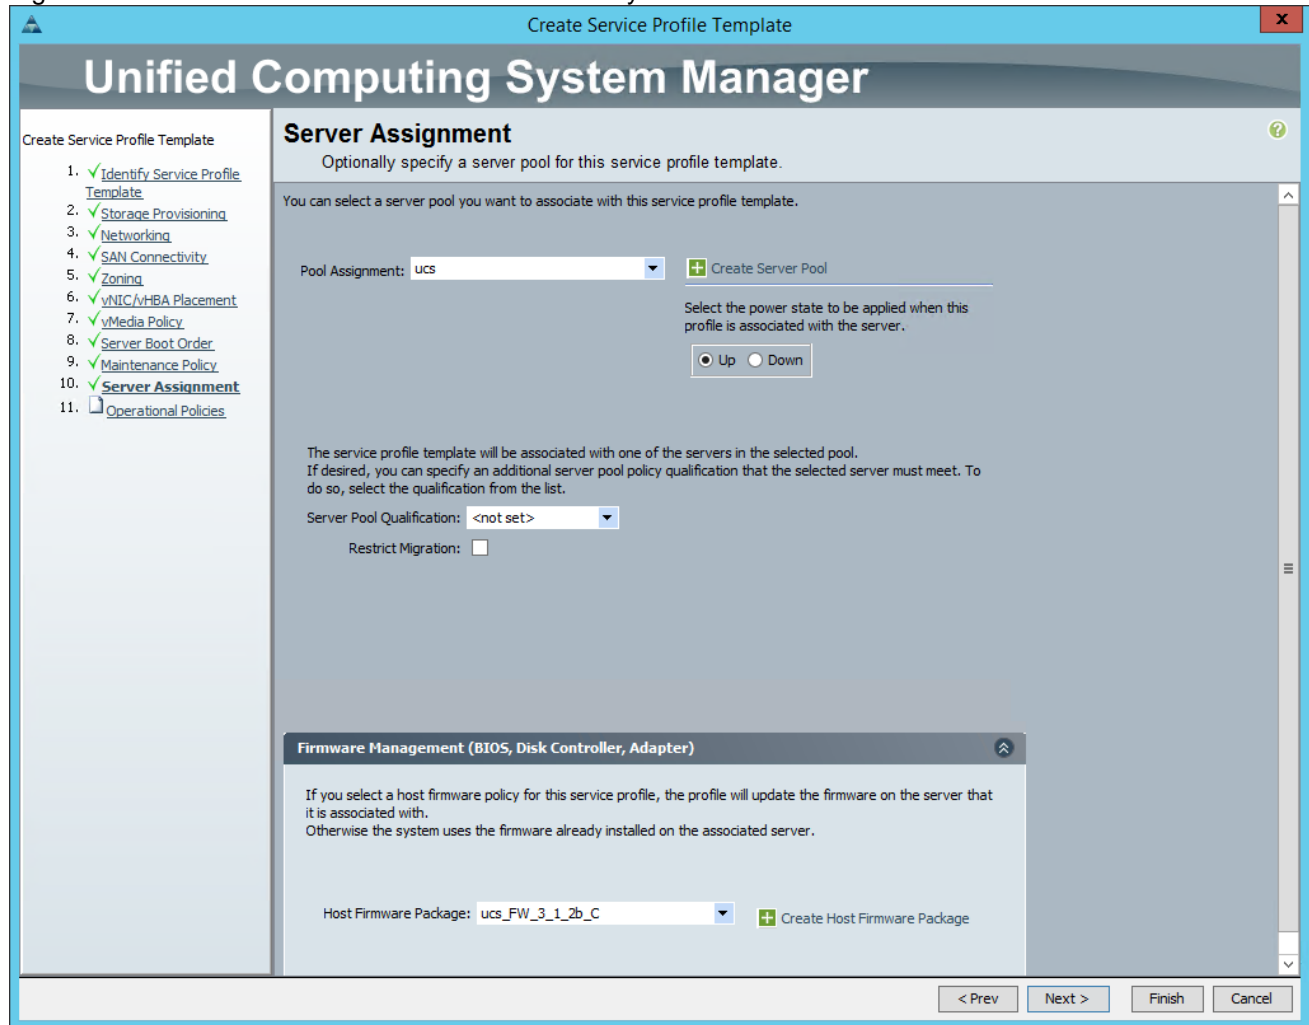 Create Service Profile Template
X
Unified Computing System Manager
Create Service Profile Template
1. Identify Service Profile
Template
2. Storage Provisioning
3. Networking
4. SAN Connectivity
5. Zoning
6. vNIC/vHBA Placement
7. vMedia Policy
8. Server Boot Order
9. Maintenance Policy
10. Server Assignment
11. Operational Policies
Server Assignment
?
Optionally specify a server pool for this service profile template.
You can select a server pool you want to associate with this service profile template.
Pool Assignment: ucs
Create Server Pool
Select the power state to be applied when this
profile is associated with the server.
Up Down
The service profile template will be associated with one of the servers in the selected pool.
If desired, you can specify an additional server pool policy qualification that the selected server must meet. To
do so, select the qualification from the list.
Server Pool Qualification: <not set>
Restrict Migration:
Firmware Management (BIOS, Disk Controller, Adapter)
If you select a host firmware policy for this service profile, the profile will update the firmware on the server that
it is associated with.
Otherwise the system uses the firmware already installed on the associated server.
Host Firmware Package: ucs_FW_3_1_2b_C
Create Host Firmware Package
< Prev Next > Finish Cancel